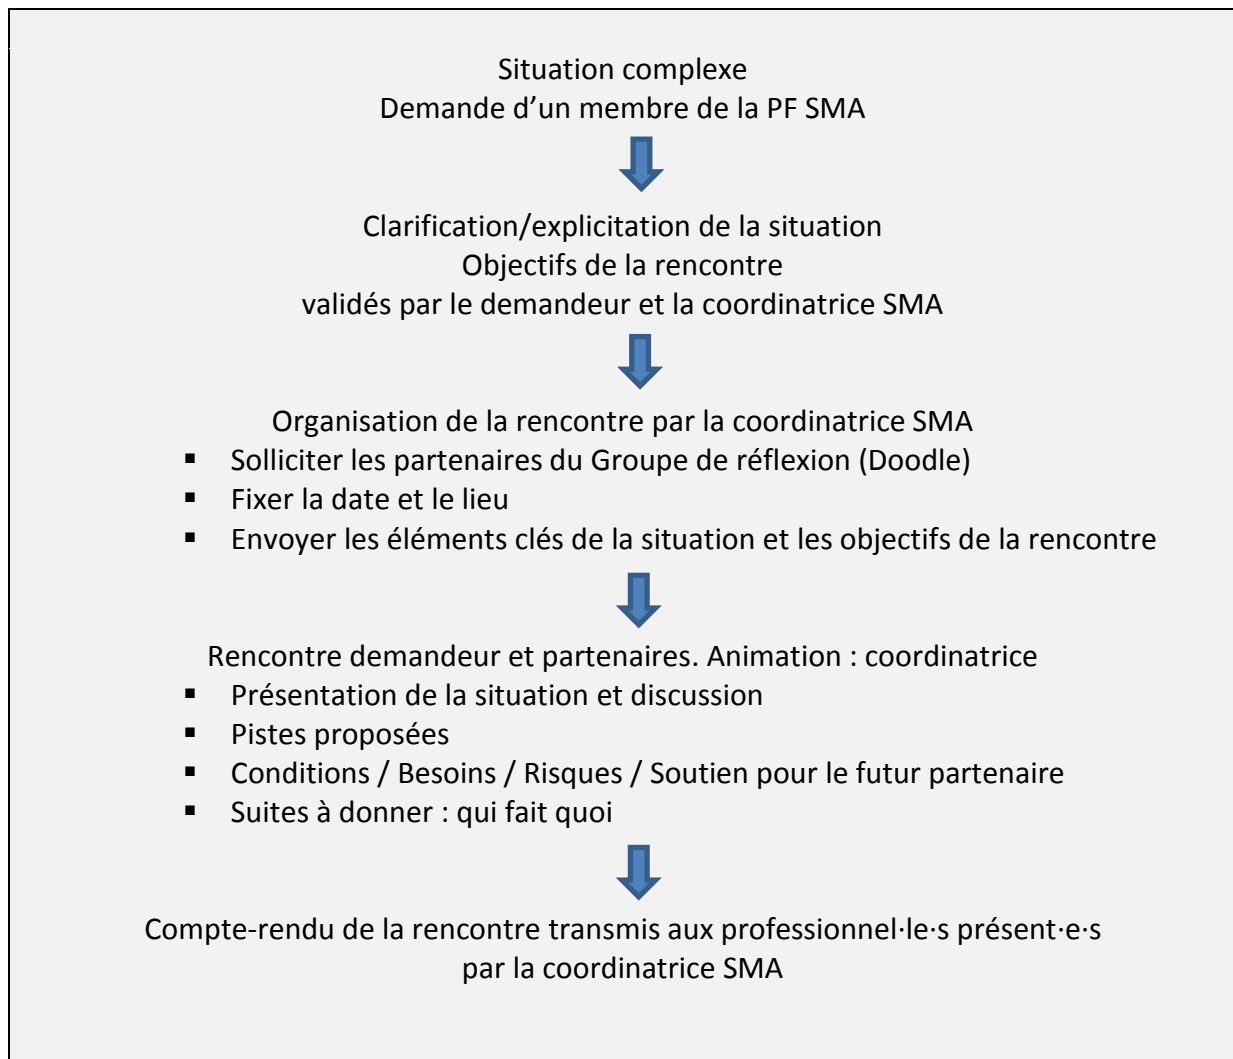 Situation complexe
Demande d’un membre de la PF SMA
Clarification/explicitation de la situation
Objectifs de la rencontre
validés par le demandeur et la coordinatrice SMA
Organisation de la rencontre par la coordinatrice SMA
▪ Solliciter les partenaires du Groupe de réflexion (Doodle)
▪ Fixer la date et le lieu
▪ Envoyer les éléments clés de la situation et les objectifs de la rencontre
Rencontre demandeur et partenaires. Animation : coordinatrice
▪ Présentation de la situation et discussion
▪ Pistes proposées
▪ Conditions / Besoins / Risques / Soutien pour le futur partenaire
▪ Suites à donner : qui fait quoi
Compte-rendu de la rencontre transmis aux professionnel·le·s présent·e·s
par la coordinatrice SMA